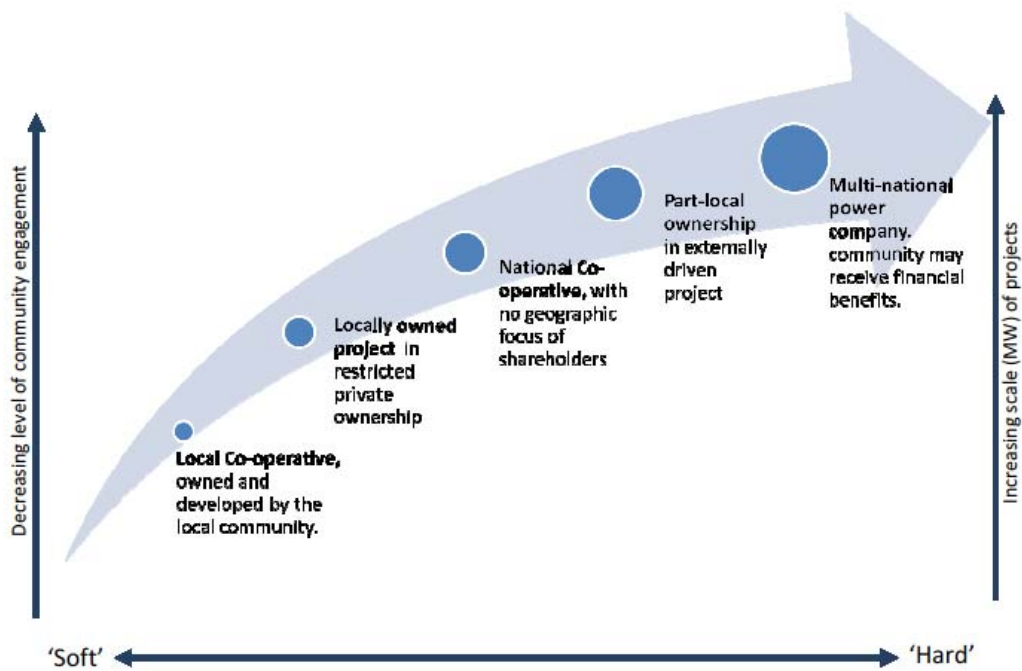 Decreasing level of community engagement
Local Co-operative,
owned and
developed by the
local community.
Locally owned
project in
restricted
private
ownership
National Co-
operative, with
no geographic
focus of
shareholders
Part-local
ownership
in externally
driven
project
Multi-national
power
company.
community may
receive financial
benefits.
Increasing scale (MW) of projects
'Soft'
'Hard'